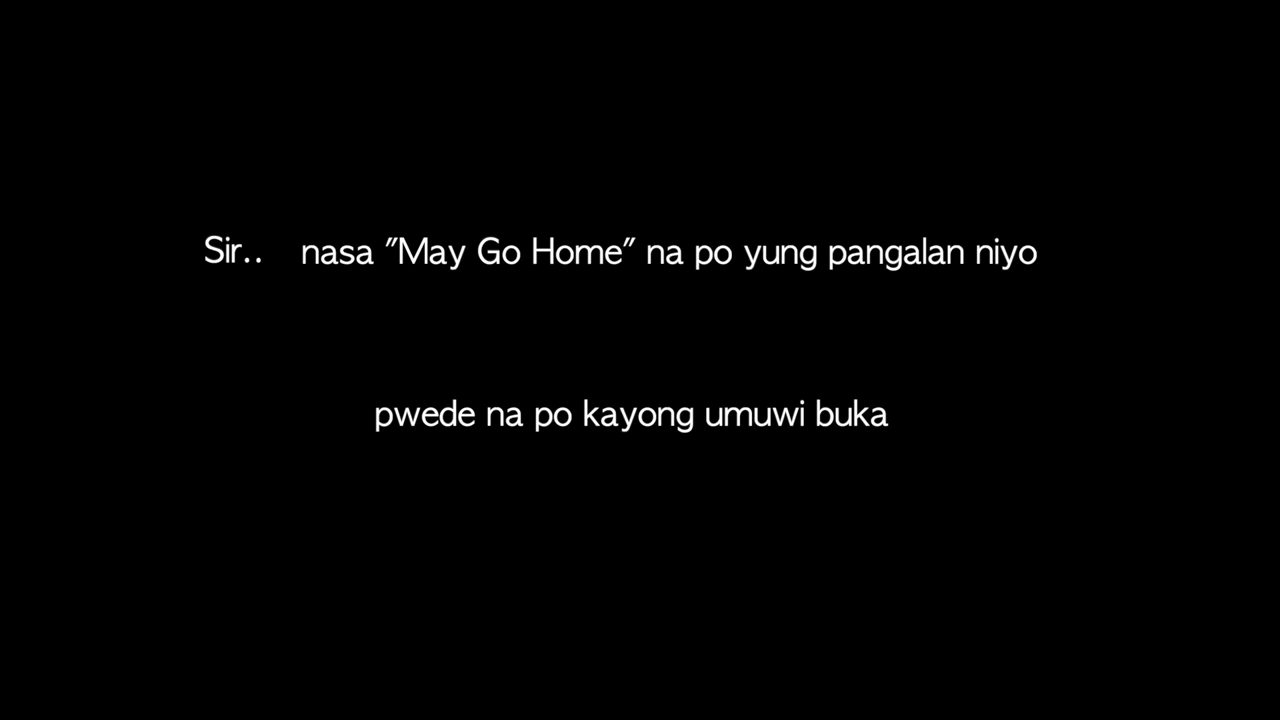 Sir.. nasa "May Go Home" na po yung pangalan niyo
pwede na po kayong umuwi buka